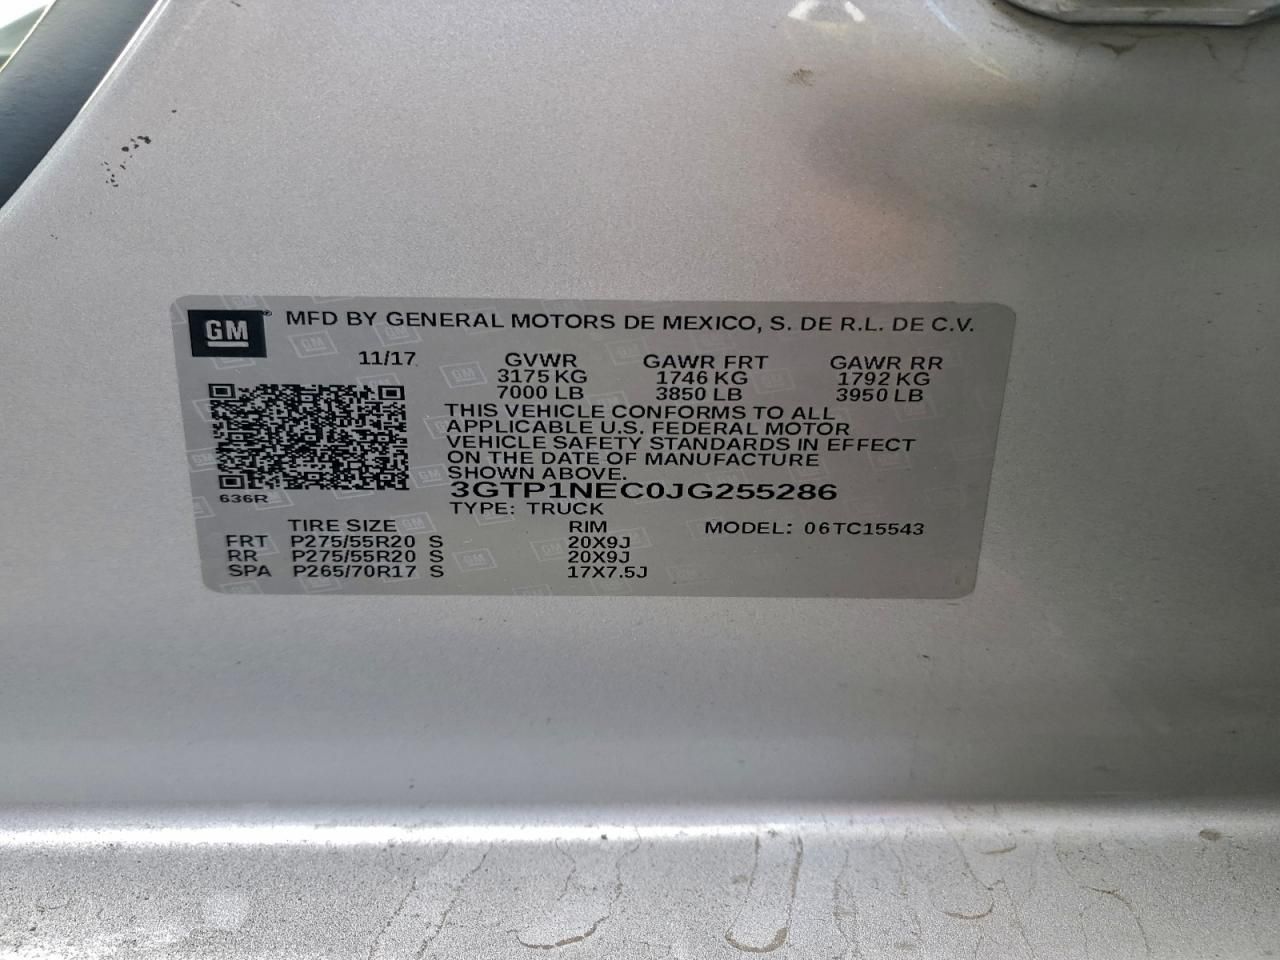 GM® MFD BY GENERAL MOTORS DE MEXICO, S. DE R.L. DE C.V.
11/17 GVWR GAWR FRT GAWR RR
3175 KG 1746 KG 1792 KG
7000 LB 3850 LB 3950 LB
THIS VEHICLE CONFORMS TO ALL
APPLICABLE U.S. FEDERAL MOTOR
VEHICLE SAFETY STANDARDS IN EFFECT
ON THE DATE OF MANUFACTURE
SHOWN ABOVE.
636R 3GTP1NEC0JG255286
TYPE: TRUCK
TIRE SIZE RIM MODEL: 06TC15543
FRT P275/55R20 S 20X9J
RR P275/55R20 S 20X9J
SPA P265/70R17 S 17X7.5J